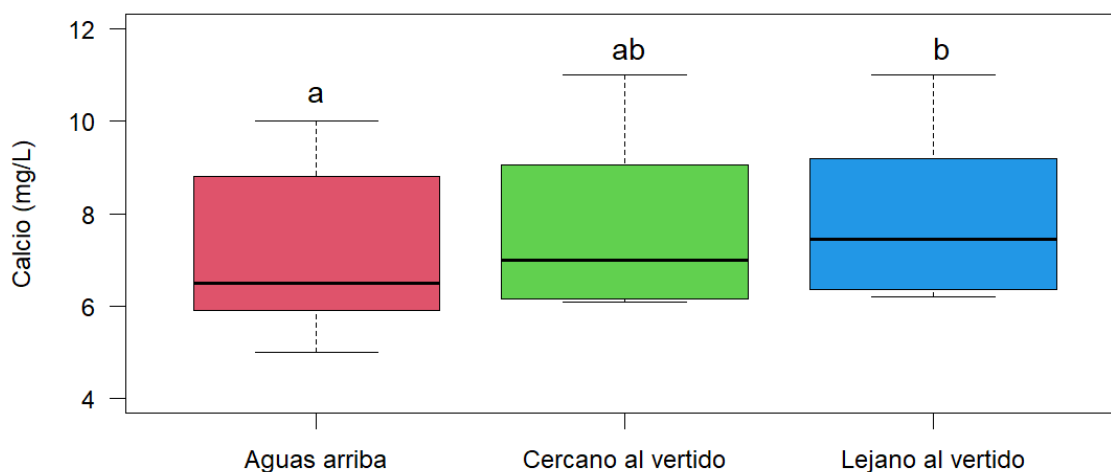 12
10
8
6
4
Calcio (mg/L)
a
ab
b
Aguas arriba
Cercano al vertido
Lejano al vertido